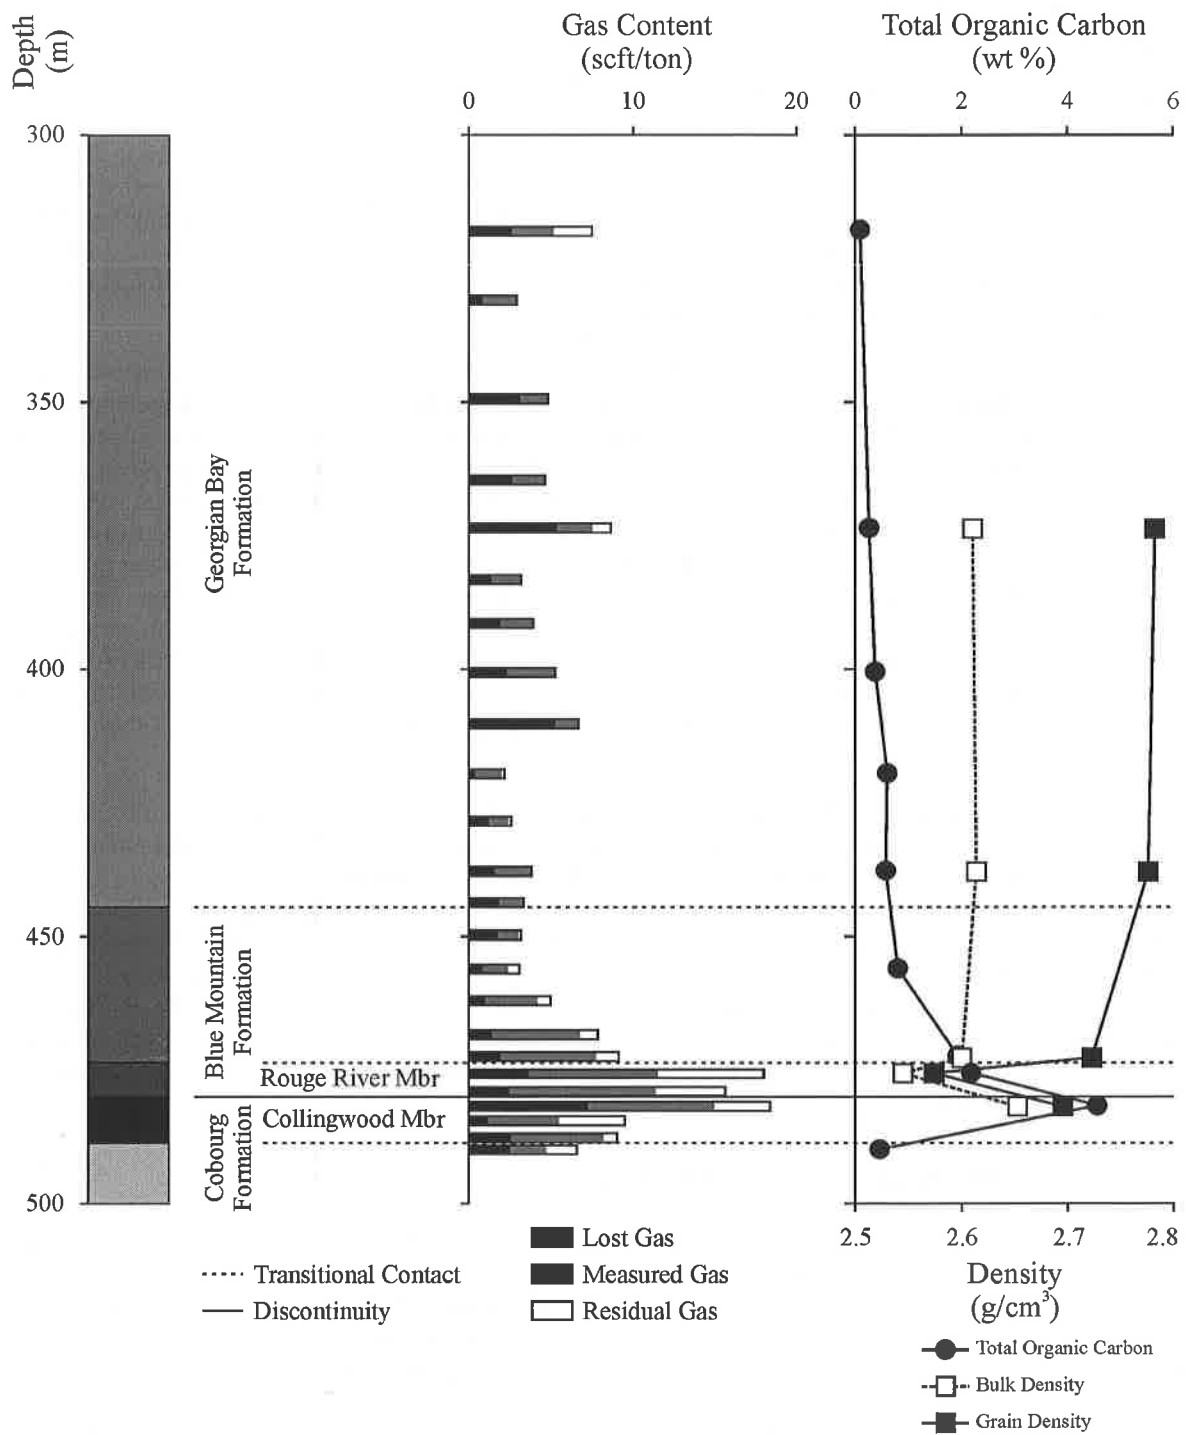 Depth
(m)
Gas Content
(scft/ton)
Total Organic Carbon
(wt %)
0 10 20
0 2 4 6
300
350
400
450
500
Georgian Bay
Formation
Blue Mountain
Formation
Rouge River Mbr
Collingwood Mbr
Cobourg
Formation
2.5 2.6 2.7 2.8
Density
(g/cm³)
Transitional Contact
Discontinuity
Lost Gas
Measured Gas
Residual Gas
Total Organic Carbon
Bulk Density
Grain Density